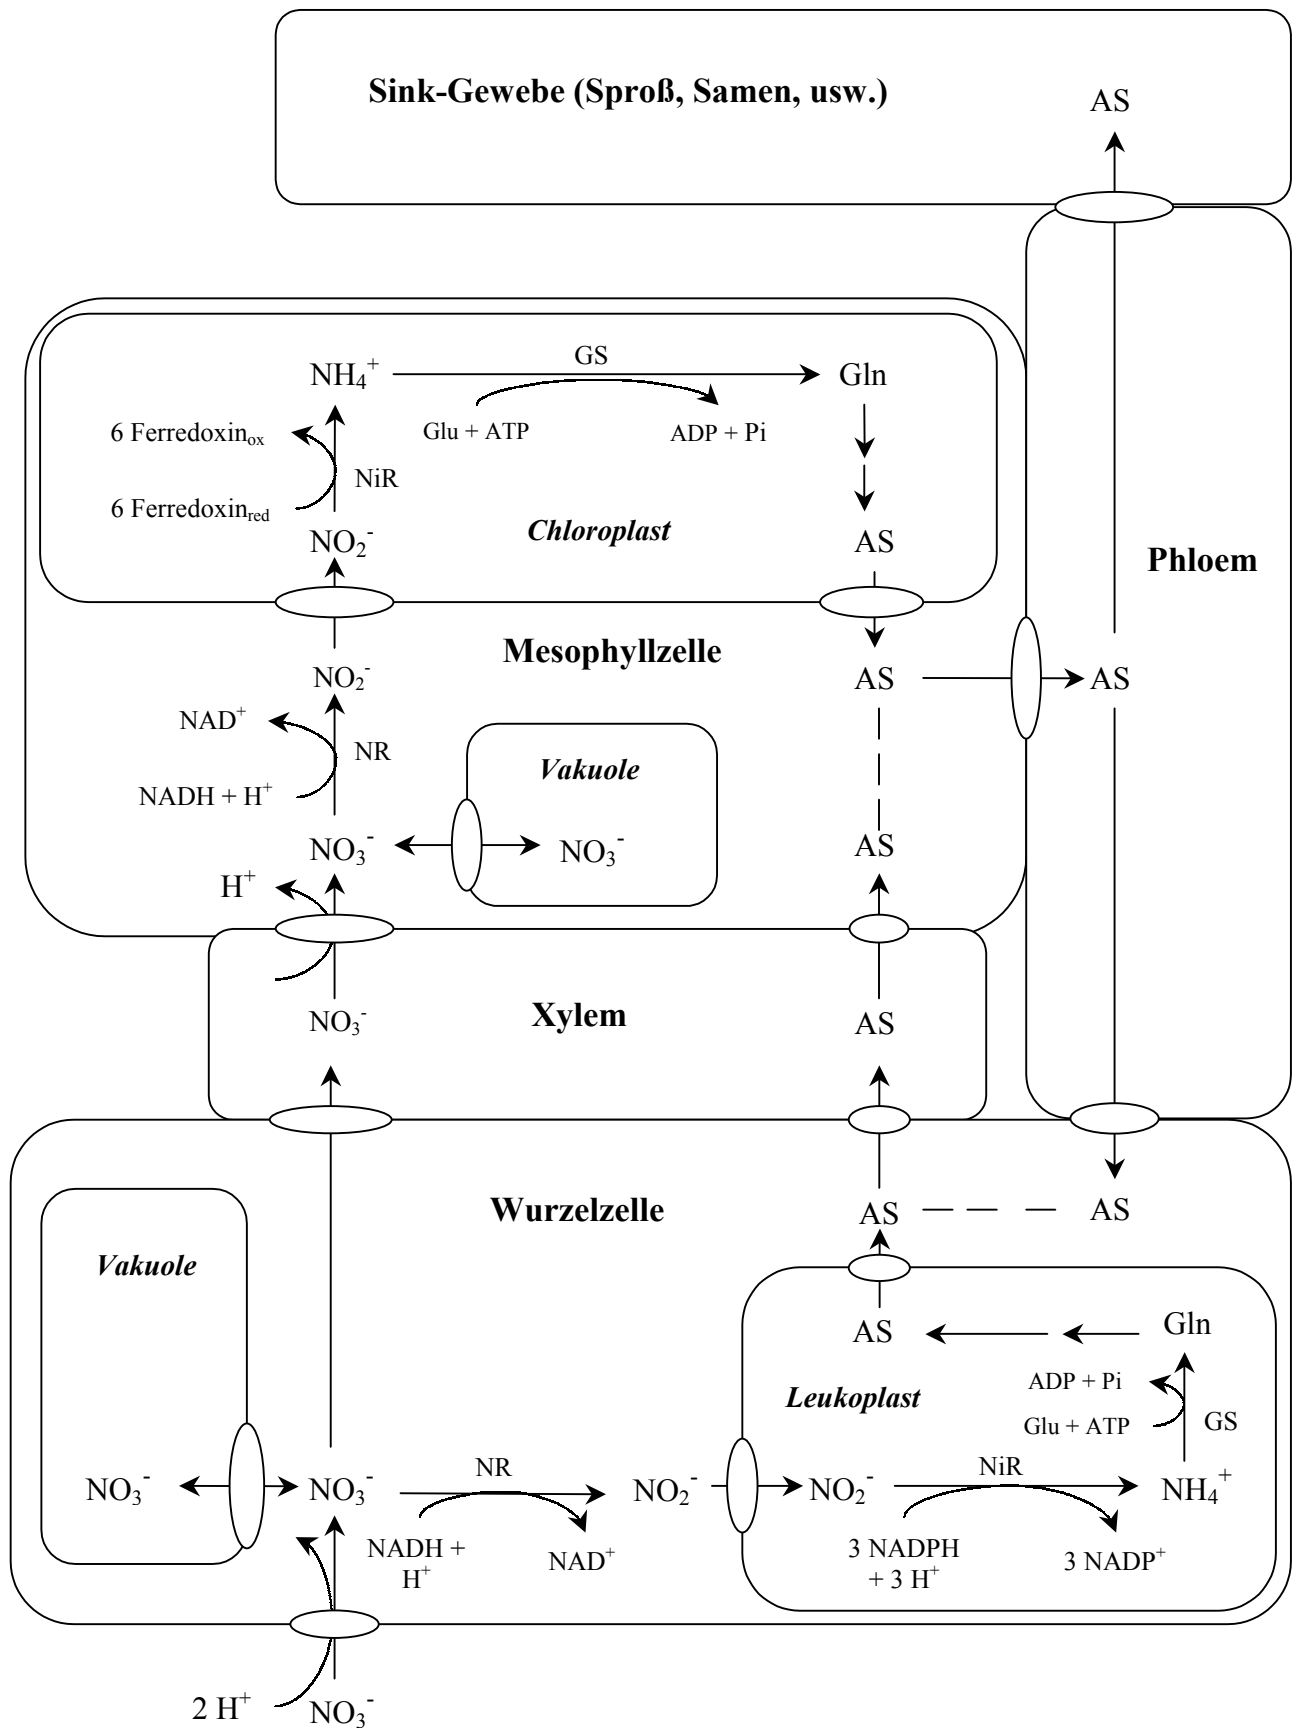 Sink-Gewebe (Sproß, Samen, usw.)
AS
NH₄⁺
GS
Gln
6 Ferredoxinₒₓ
Glu + ATP
ADP + Pi
NiR
6 Ferredoxin_red
NO₂⁻
Chloroplast
AS
Phloem
Mesophyllzelle
NO₂⁻
AS
AS
NAD⁺
NR
Vakuole
NADH + H⁺
NO₃⁻
NO₃⁻
AS
H⁺
Xylem
NO₃⁻
AS
Wurzelzelle
AS
AS
Vakuole
AS
Gln
ADP + Pi
Leukoplast
Glu + ATP
GS
NO₃⁻
NO₃⁻
NR
NO₂⁻
NO₂⁻
NiR
NH₄⁺
NADH +
H⁺
NAD⁺
3 NADPH
+ 3 H⁺
3 NADP⁺
2 H⁺
NO₃⁻